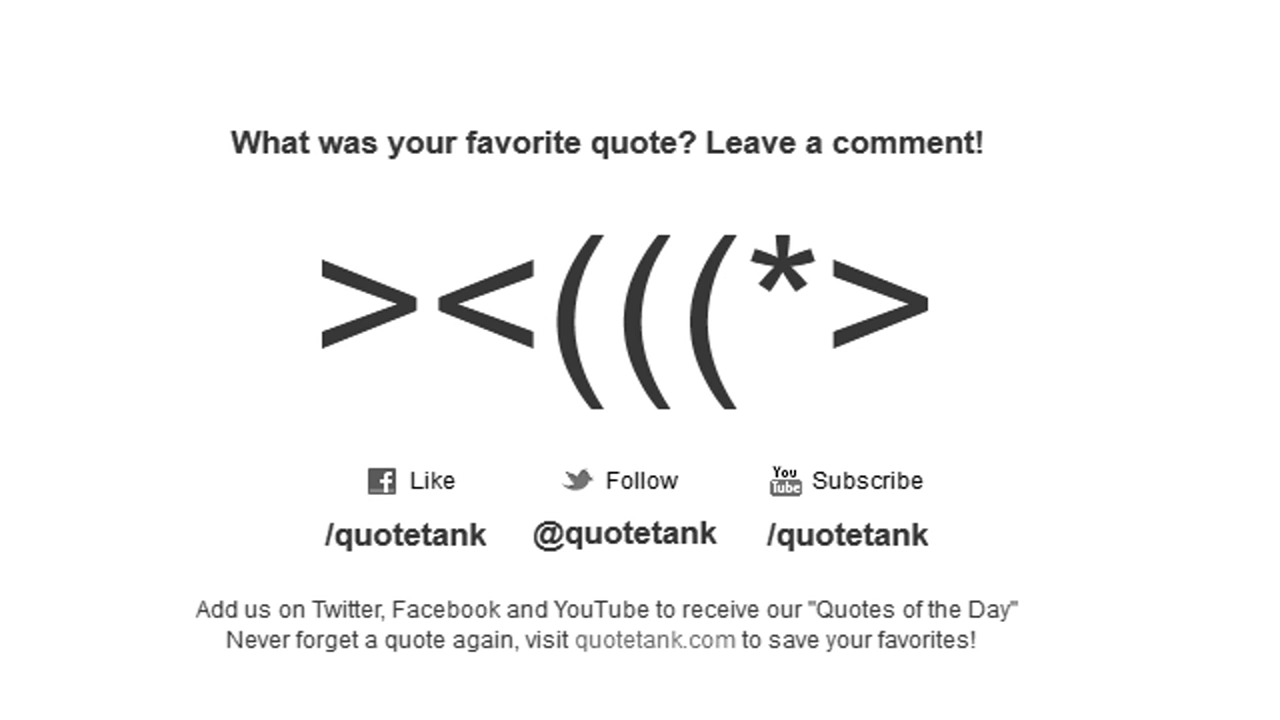 What was your favorite quote? Leave a comment!
><(((*>
Like Follow You Tube Subscribe
/quotetank @quotetank /quotetank
Add us on Twitter, Facebook and YouTube to receive our "Quotes of the Day"
Never forget a quote again, visit quotetank.com to save your favorites!